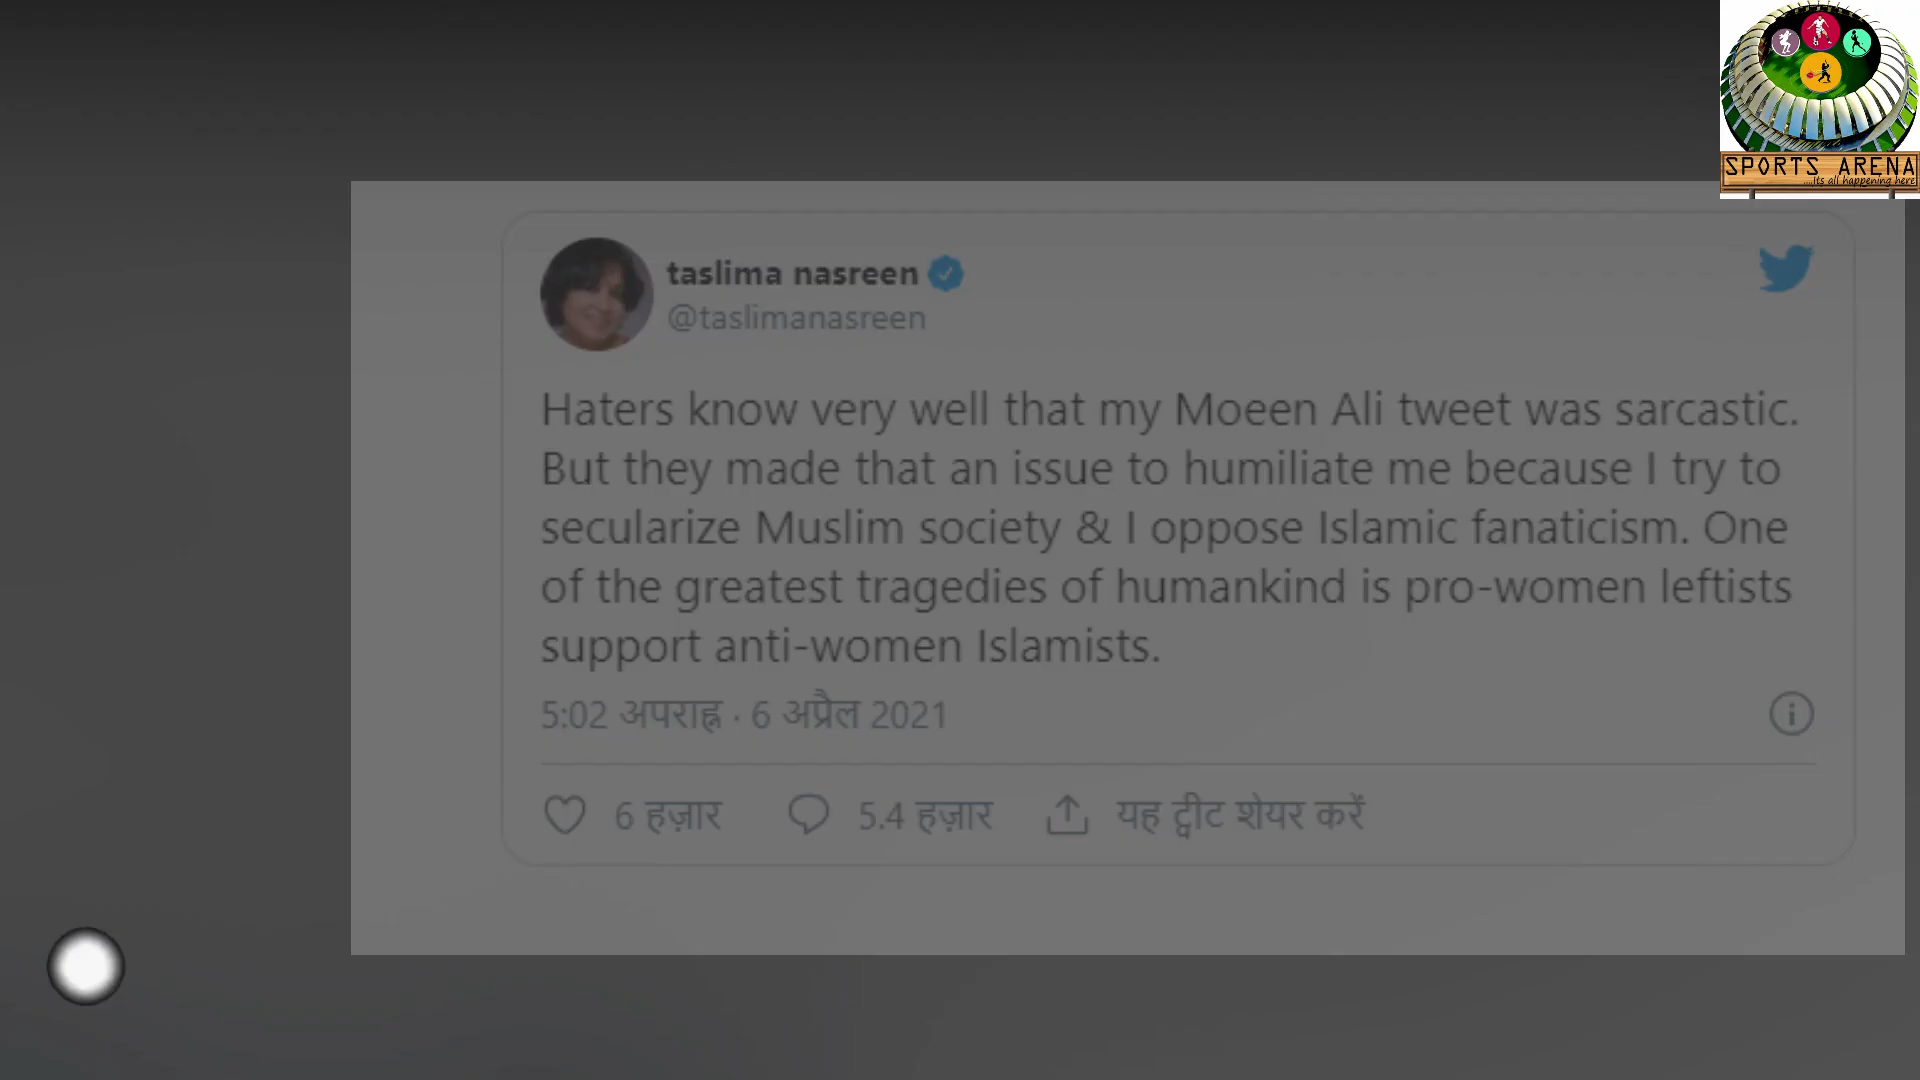 SPORTS ARENA
...Its all happening here
taslima nasreen
@taslimanasreen
Haters know very well that my Moeen Ali tweet was sarcastic.
But they made that an issue to humiliate me because I try to
secularize Muslim society & I oppose Islamic fanaticism. One
of the greatest tragedies of humankind is pro-women leftists
support anti-women Islamists.
5:02 अपराह्न · 6 अप्रैल 2021
6 हज़ार 5.4 हज़ार यह ट्वीट शेयर करें